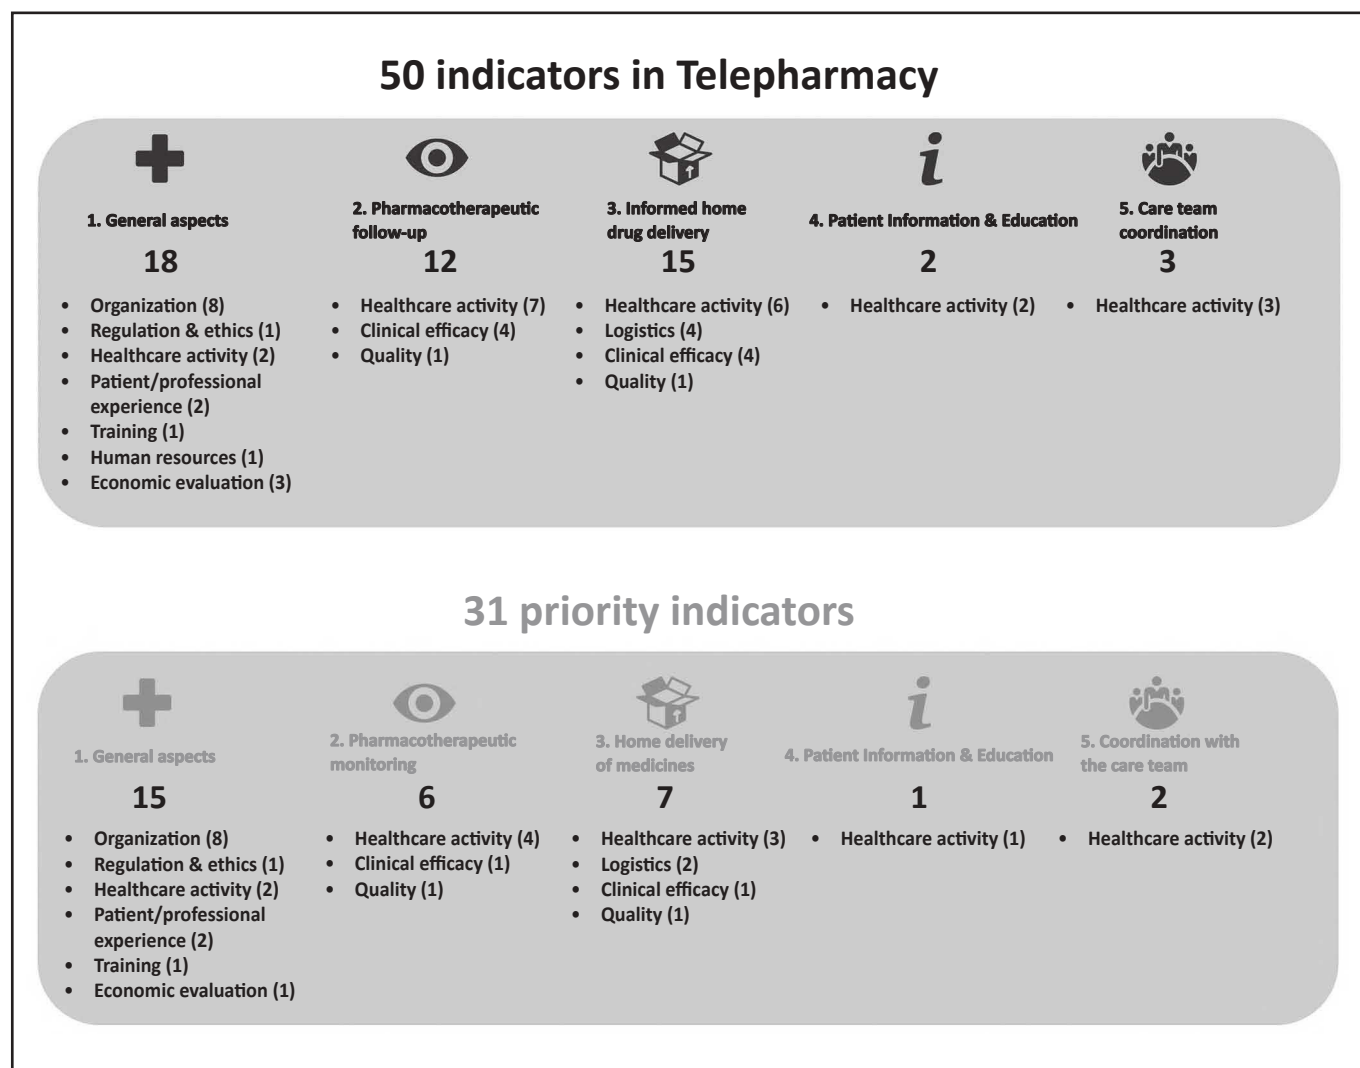 50 indicators in Telepharmacy
1. General aspects
18
• Organization (8)
• Regulation & ethics (1)
• Healthcare activity (2)
• Patient/professional
experience (2)
• Training (1)
• Human resources (1)
• Economic evaluation (3)
2. Pharmacotherapeutic
follow-up
12
• Healthcare activity (7)
• Clinical efficacy (4)
• Quality (1)
3. Informed home
drug delivery
15
• Healthcare activity (6)
• Logistics (4)
• Clinical efficacy (4)
• Quality (1)
4. Patient Information & Education
2
• Healthcare activity (2)
5. Care team
coordination
3
• Healthcare activity (3)
31 priority indicators
1. General aspects
15
• Organization (8)
• Regulation & ethics (1)
• Healthcare activity (2)
• Patient/professional
experience (2)
• Training (1)
• Economic evaluation (1)
2. Pharmacotherapeutic
monitoring
6
• Healthcare activity (4)
• Clinical efficacy (1)
• Quality (1)
3. Home delivery
of medicines
7
• Healthcare activity (3)
• Logistics (2)
• Clinical efficacy (1)
• Quality (1)
4. Patient Information & Education
1
• Healthcare activity (1)
5. Coordination with
the care team
2
• Healthcare activity (2)